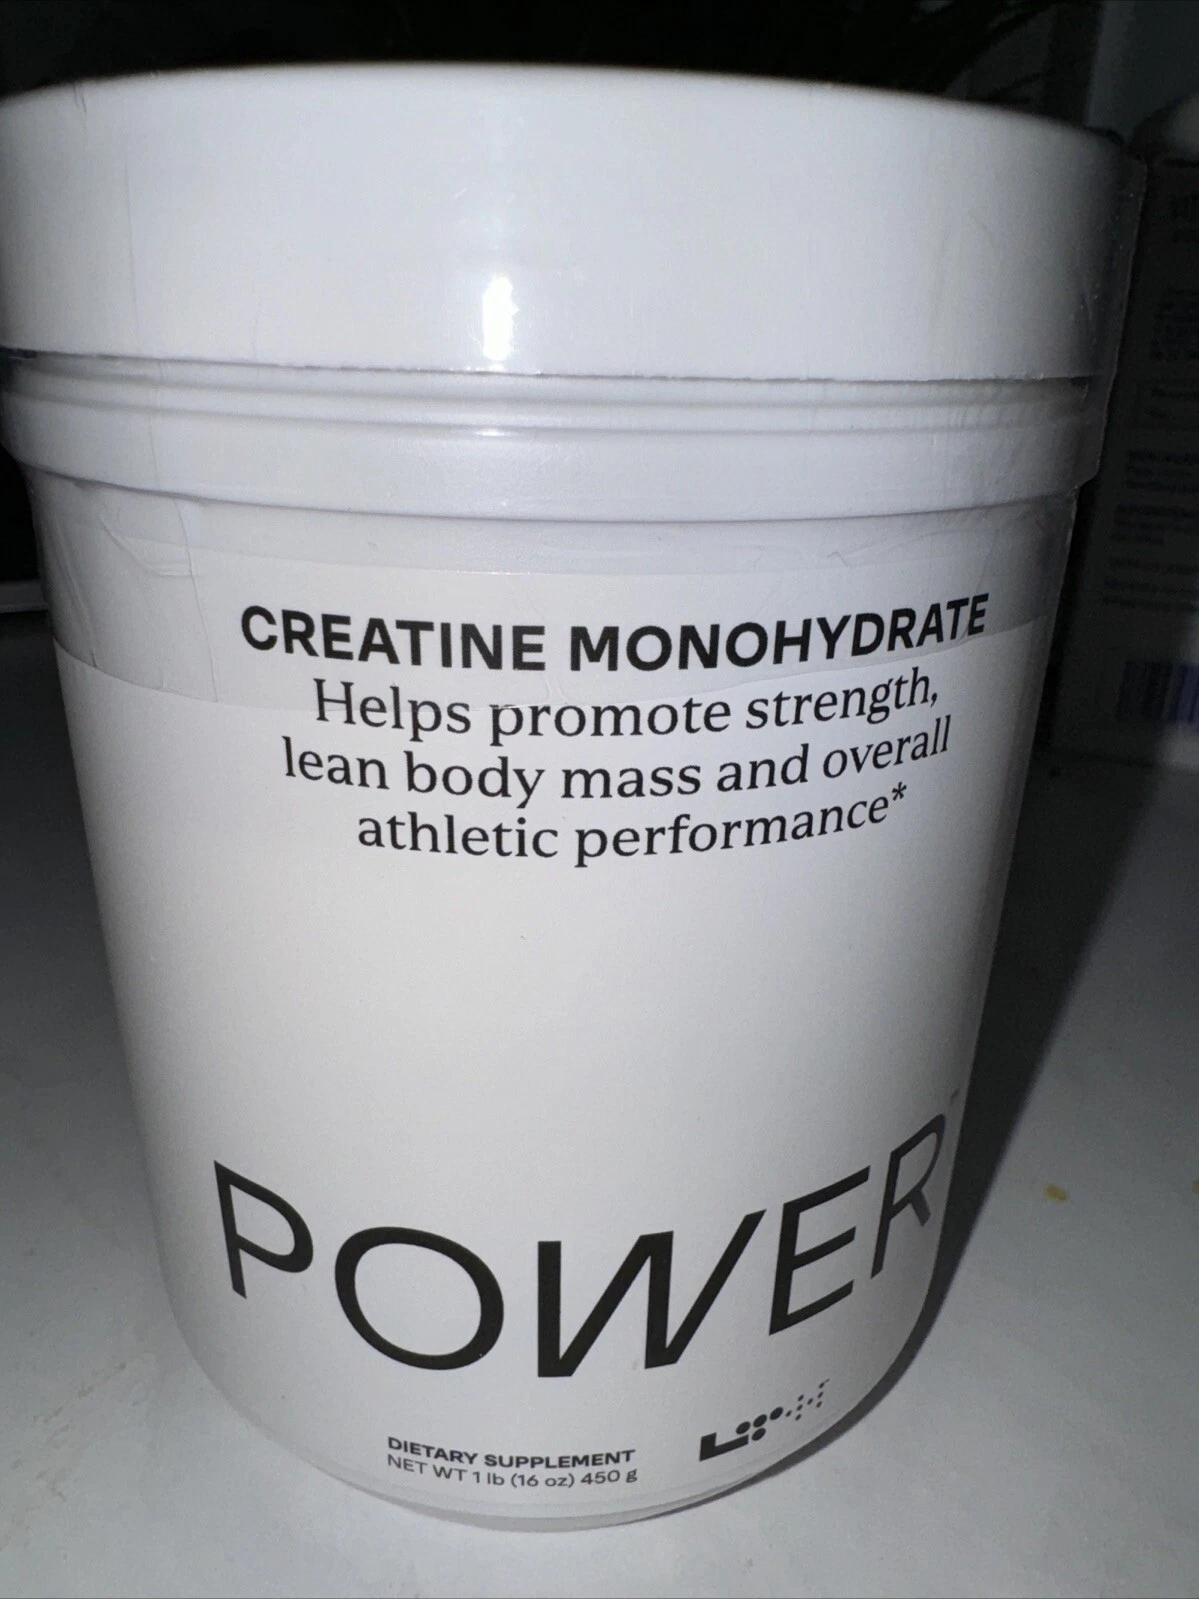 CREATINE MONOHYDRATE
Helps promote strength,
lean body mass and overall
athletic performance*
POWER
DIETARY SUPPLEMENT
NET WT 1 lb (16 oz) 450 g